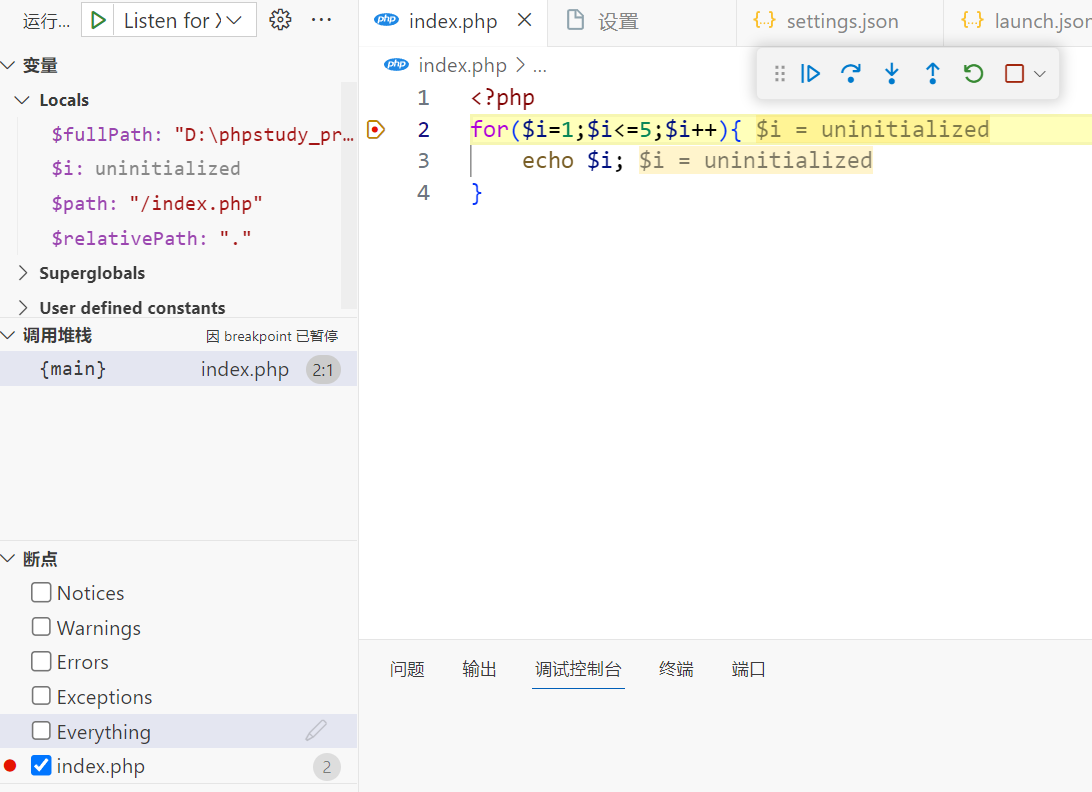 运行... Listen for X
index.php
设置
settings.json
launch.json
变量
Locals
$fullPath: "D:\phpstudy_pr...
$i: uninitialized
$path: "/index.php"
$relativePath: "."
Superglobals
User defined constants
调用堆栈 因 breakpoint 已暂停
{main} index.php 2:1
断点
Notices
Warnings
Errors
Exceptions
Everything
index.php 2
php index.php > ...
1 <?php
2 for($i=1;$i<=5;$i++){ $i = uninitialized
3 echo $i; $i = uninitialized
4 }
问题 输出 调试控制台 终端 端口